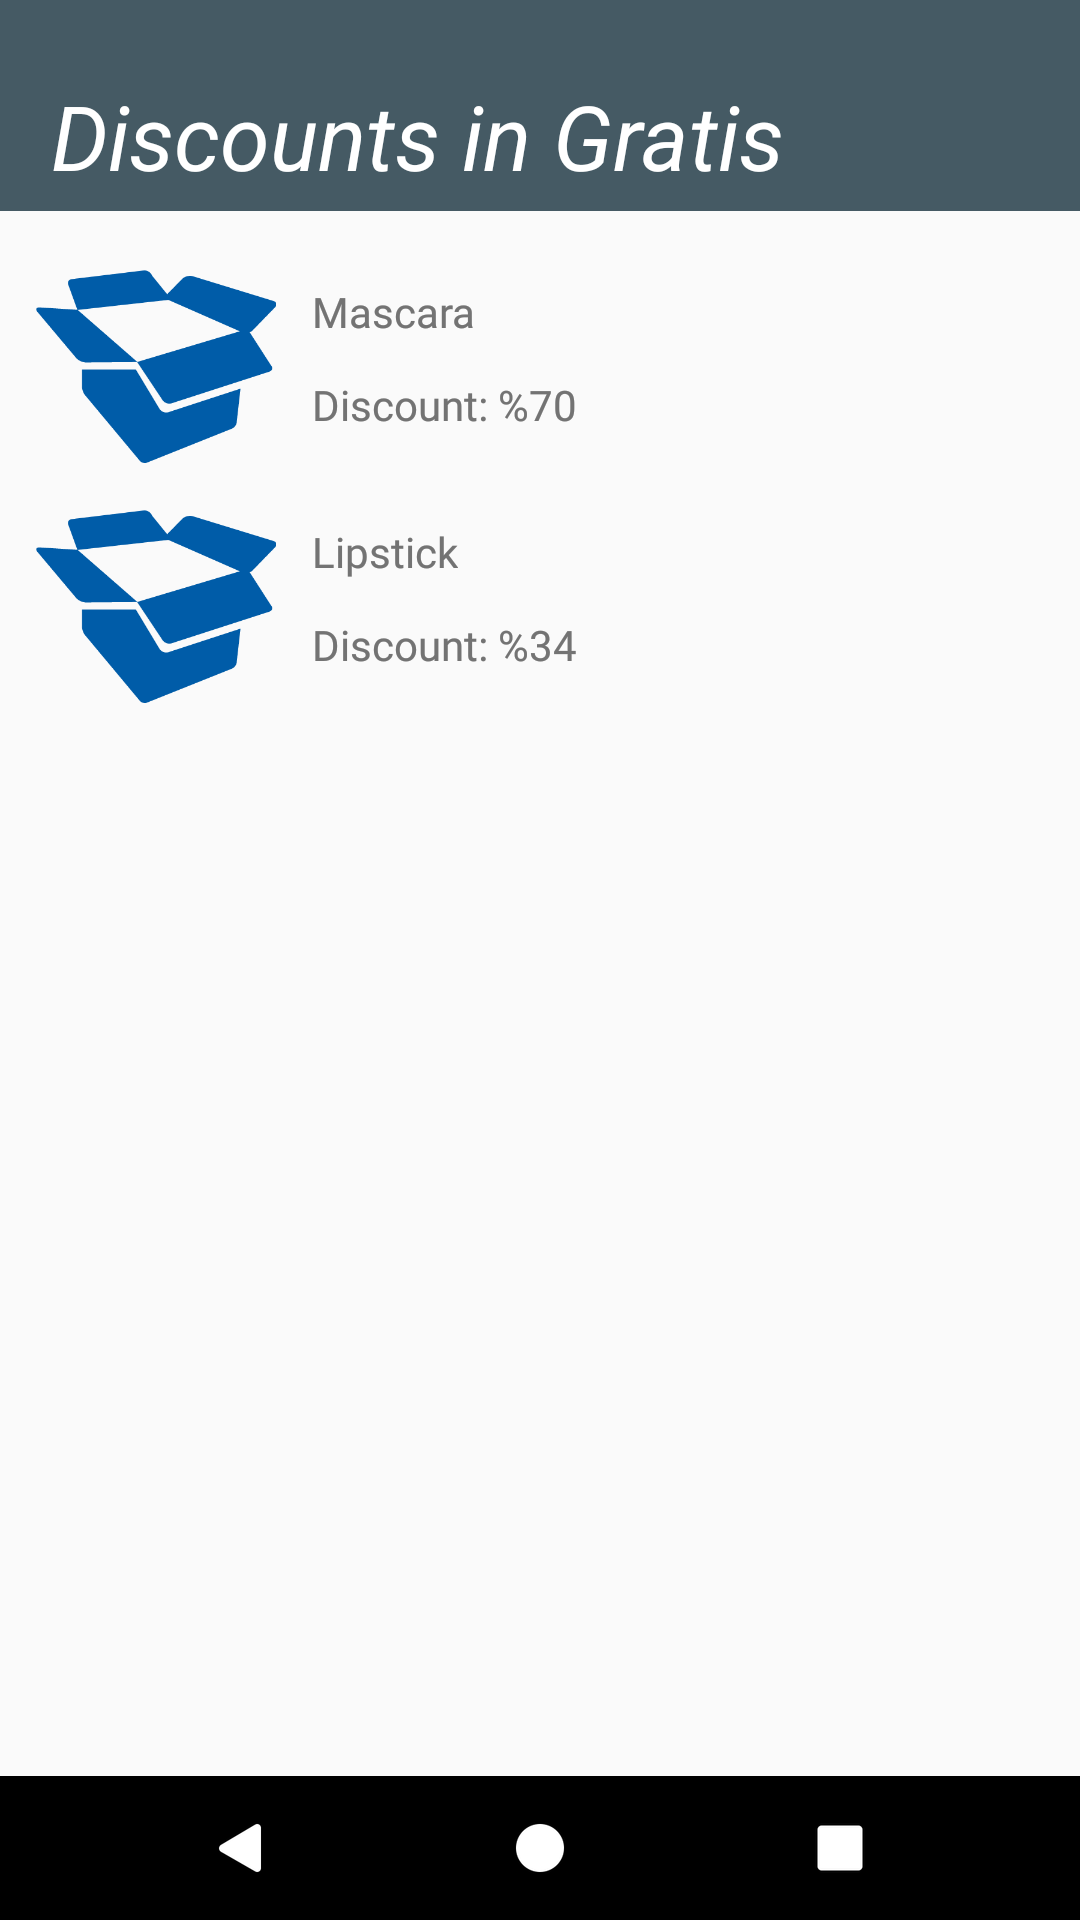 Discounts in Gratis
Mascara
Discount: %70
Lipstick
Discount: %34